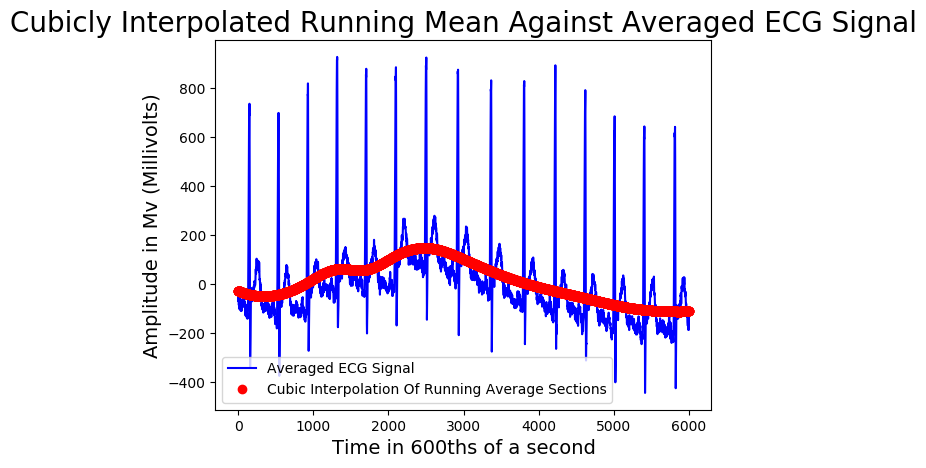 Cubicly Interpolated Running Mean Against Averaged ECG Signal
Amplitude in Mv (Millivolts)
800
600
400
200
0
−200
−400
Averaged ECG Signal
Cubic Interpolation Of Running Average Sections
0 1000 2000 3000 4000 5000 6000
Time in 600ths of a second